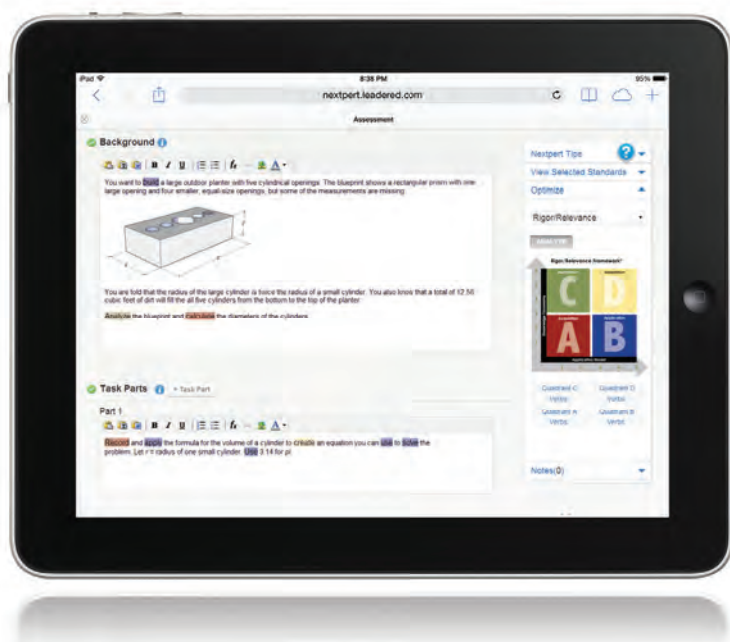 iPad
8:38 PM
95%
nextpert.leadered.com
Assessment
Background
B I U
You want to build a large outdoor planter with five cylindrical openings. The blueprint shows a rectangular prism with one
large opening and four smaller, equal-size openings, but some of the measurements are missing.
You are told that the radius of the large cylinder is twice the radius of a small cylinder. You also know that a total of 12.56
cubic feet of dirt will fill the all five cylinders from the bottom to the top of the planter.
Analyze the blueprint and calculate the diameters of the cylinders.
Task Parts + Task Part
Part 1
B I U
Record and apply the formula for the volume of a cylinder to create an equation you can use to solve the
problem. Let r = radius of one small cylinder. Use 3.14 for pi.
Nextpert Tips ?
View Selected Standards
Optimize
Rigor/Relevance
Rigor/Relevance Framework
C D
A B
Quadrant C Verbs
Quadrant D Verbs
Quadrant A Verbs
Quadrant B Verbs
Notes(0)